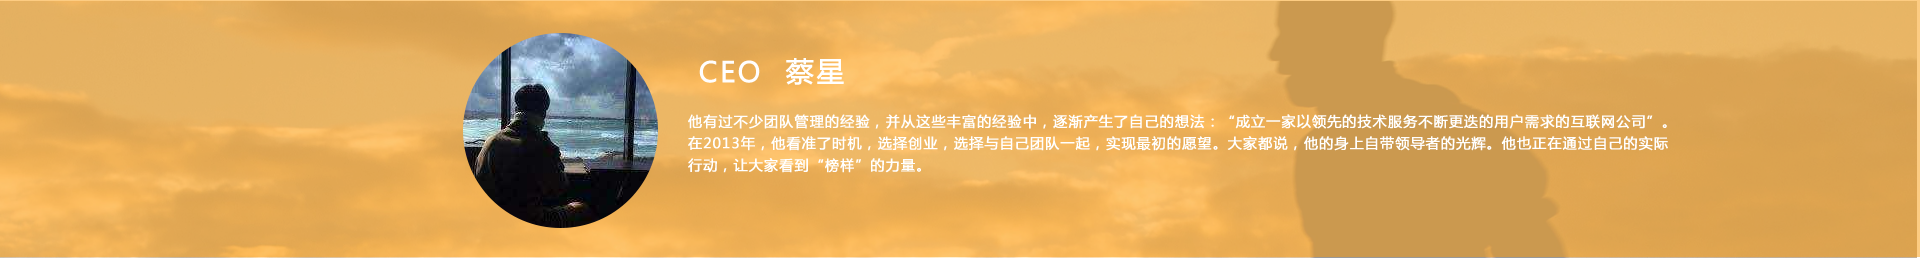 CEO 蔡星
他有过不少团队管理的经验，并从这些丰富的经验中，逐渐产生了自己的想法：“成立一家以领先的技术服务不断更迭的用户需求的互联网公司”。
在2013年，他看准了时机，选择创业，选择与自己团队一起，实现最初的愿望。大家都说，他的身上自带领导者的光辉。他也正在通过自己的实际
行动，让大家看到“榜样”的力量。